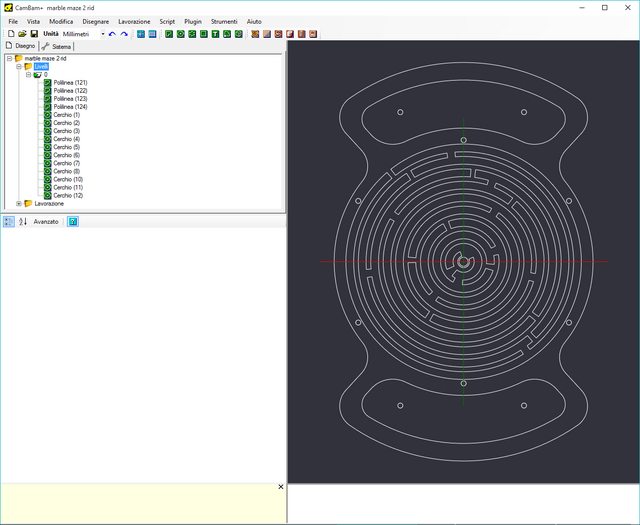 CamBam+ marble maze 2 rid
File Vista Modifica Disegnare Lavorazione Script Plugin Strumenti Aiuto
Unità Millimetri
Disegno Sistema
marble maze 2 rid
Livelli
0
Polilinea (121)
Polilinea (122)
Polilinea (123)
Polilinea (124)
Cerchio (1)
Cerchio (2)
Cerchio (3)
Cerchio (4)
Cerchio (5)
Cerchio (6)
Cerchio (7)
Cerchio (8)
Cerchio (10)
Cerchio (11)
Cerchio (12)
Lavorazione
Avanzato